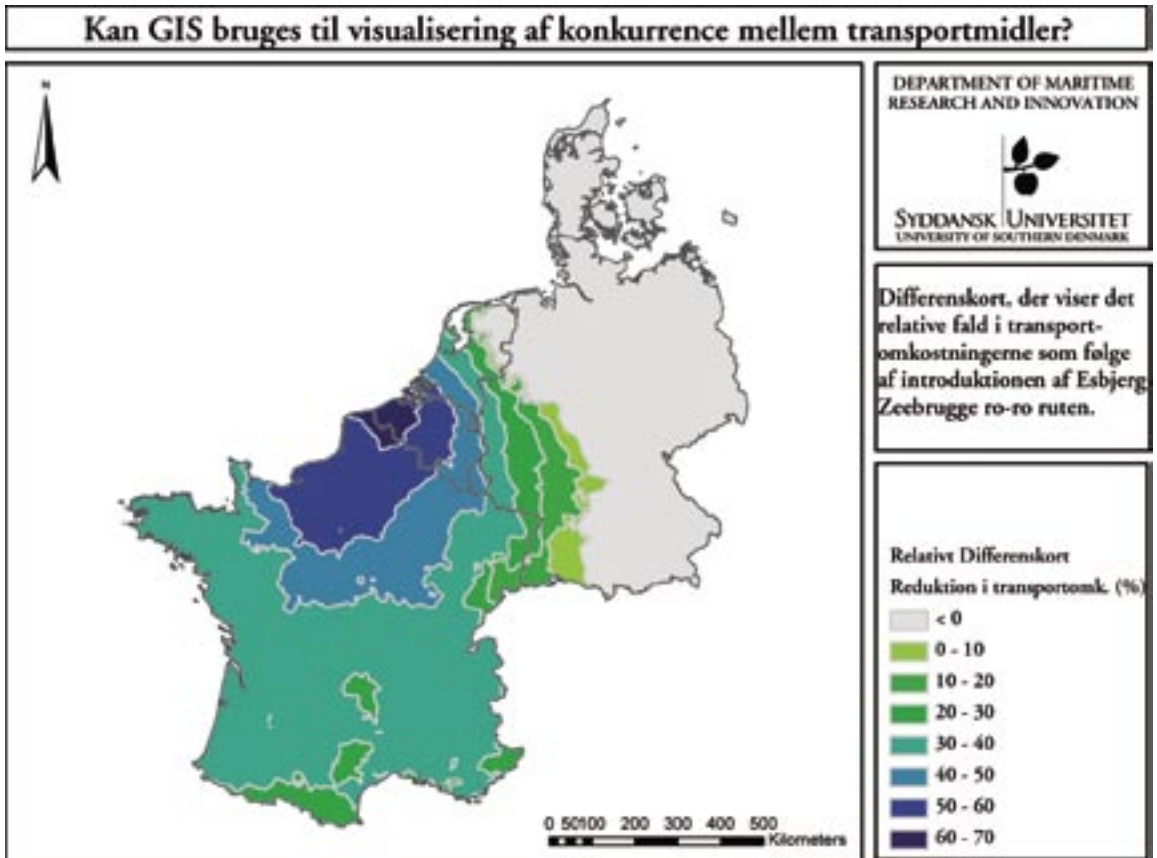 Kan GIS bruges til visualisering af konkurrence mellem transportmidler?
N
DEPARTMENT OF MARITIME
RESEARCH AND INNOVATION
SYDDANSK UNIVERSITET
UNIVERSITY OF SOUTHERN DENMARK
Differenskort, der viser det
relative fald i transport-
omkostningerne som følge
af introduktionen af Esbjerg
Zeebrugge ro-ro ruten.
Relativt Differenskort
Reduktion i transportomk. (%)
< 0
0 - 10
10 - 20
20 - 30
30 - 40
40 - 50
50 - 60
60 - 70
0 50100 200 300 400 500
Kilometers